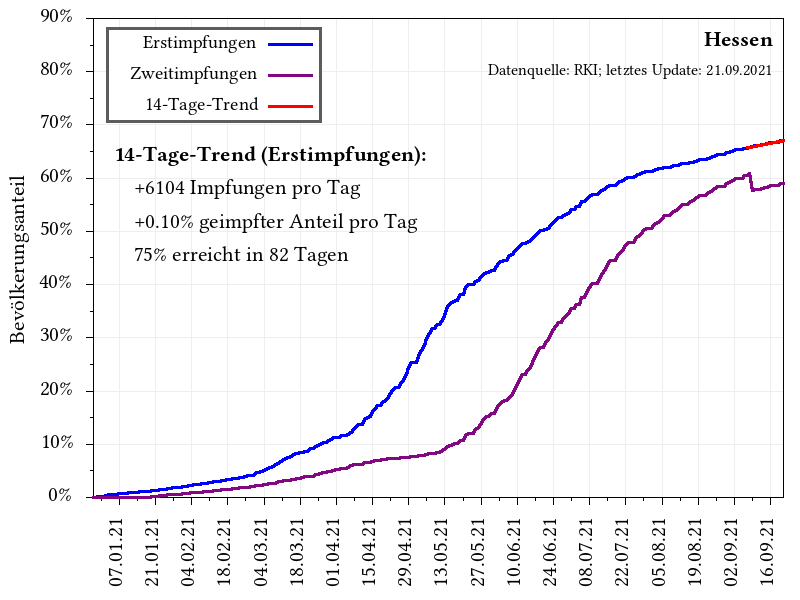 Hessen
Datenquelle: RKI; letztes Update: 21.09.2021
Erstimpfungen
Zweitimpfungen
14-Tage-Trend
14-Tage-Trend (Erstimpfungen):
+6104 Impfungen pro Tag
+0.10% geimpfter Anteil pro Tag
75% erreicht in 82 Tagen
Bevölkerungsanteil
90%
80%
70%
60%
50%
40%
30%
20%
10%
0%
07.01.21
21.01.21
04.02.21
18.02.21
04.03.21
18.03.21
01.04.21
15.04.21
29.04.21
13.05.21
27.05.21
10.06.21
24.06.21
08.07.21
22.07.21
05.08.21
19.08.21
02.09.21
16.09.21